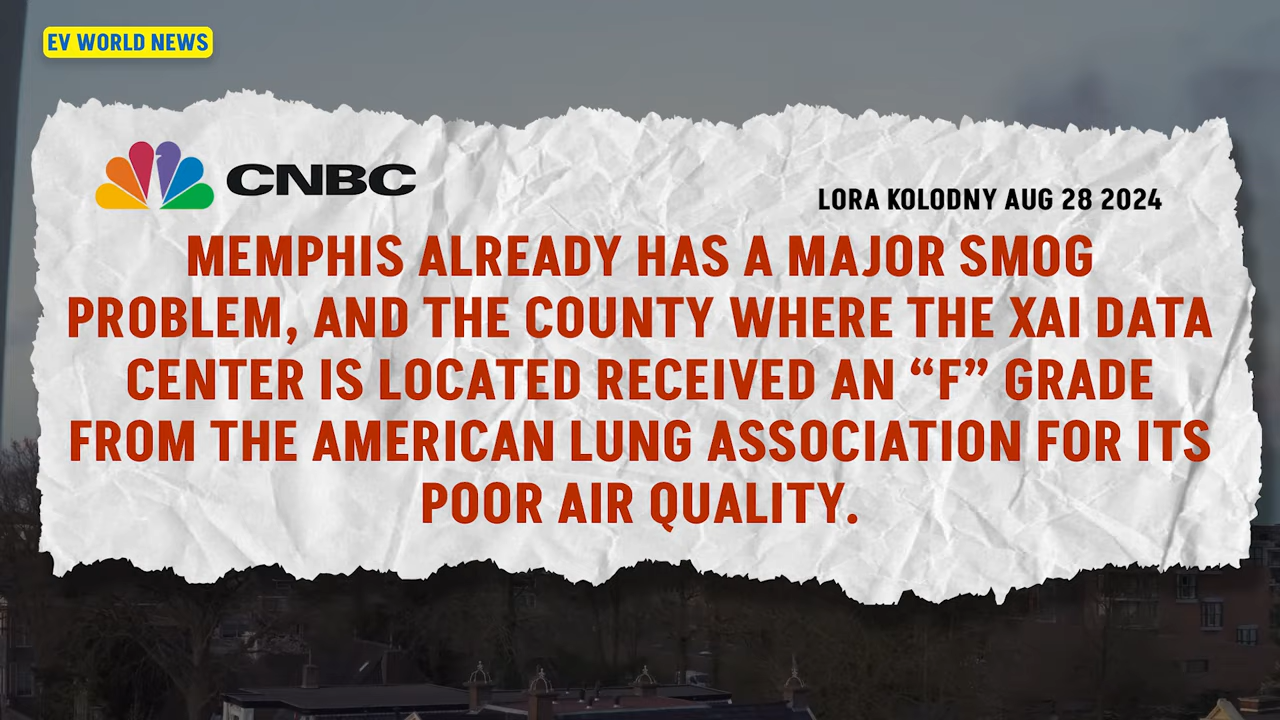 EV WORLD NEWS
CNBC
LORA KOLODNY AUG 28 2024
MEMPHIS ALREADY HAS A MAJOR SMOG
PROBLEM, AND THE COUNTY WHERE THE XAI DATA
CENTER IS LOCATED RECEIVED AN “F” GRADE
FROM THE AMERICAN LUNG ASSOCIATION FOR ITS
POOR AIR QUALITY.